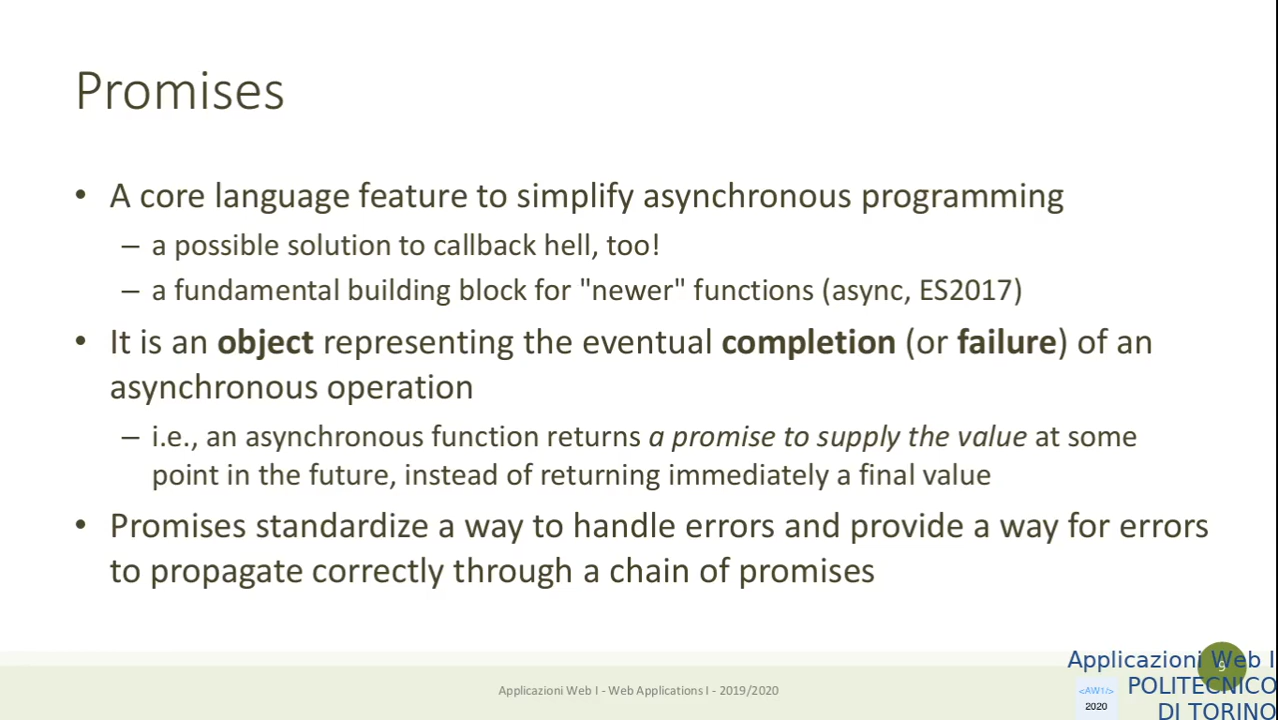 Promises
• A core language feature to simplify asynchronous programming
– a possible solution to callback hell, too!
– a fundamental building block for "newer" functions (async, ES2017)
• It is an object representing the eventual completion (or failure) of an
asynchronous operation
– i.e., an asynchronous function returns a promise to supply the value at some
point in the future, instead of returning immediately a final value
• Promises standardize a way to handle errors and provide a way for errors
to propagate correctly through a chain of promises
Applicazioni Web I - Web Applications I - 2019/2020
9
Applicazioni Web I
POLITECNICO
DI TORINO
<AW1/>
2020